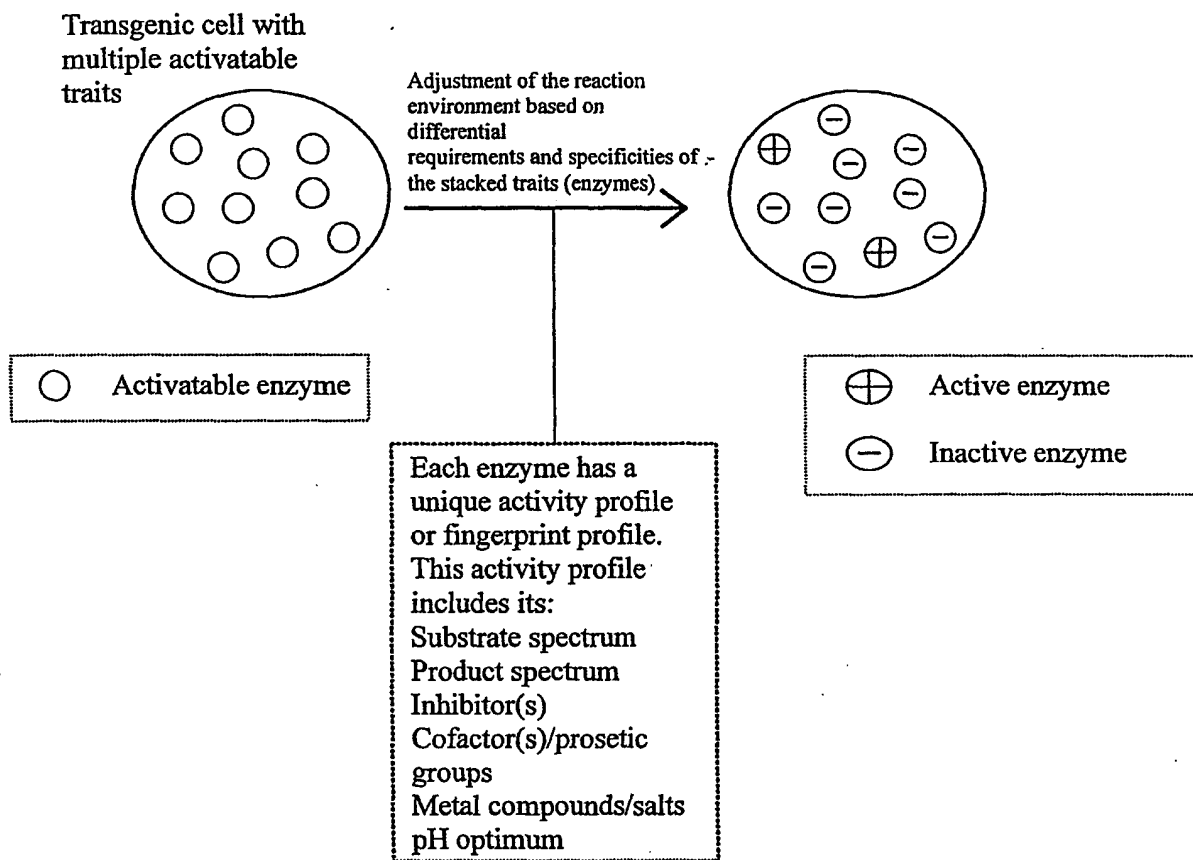 Transgenic cell with
multiple activatable
traits
Adjustment of the reaction
environment based on
differential
requirements and specificities of
the stacked traits (enzymes)
Activatable enzyme
Active enzyme
Inactive enzyme
Each enzyme has a
unique activity profile
or fingerprint profile.
This activity profile
includes its:
Substrate spectrum
Product spectrum
Inhibitor(s)
Cofactor(s)/prosetic
groups
Metal compounds/salts
pH optimum